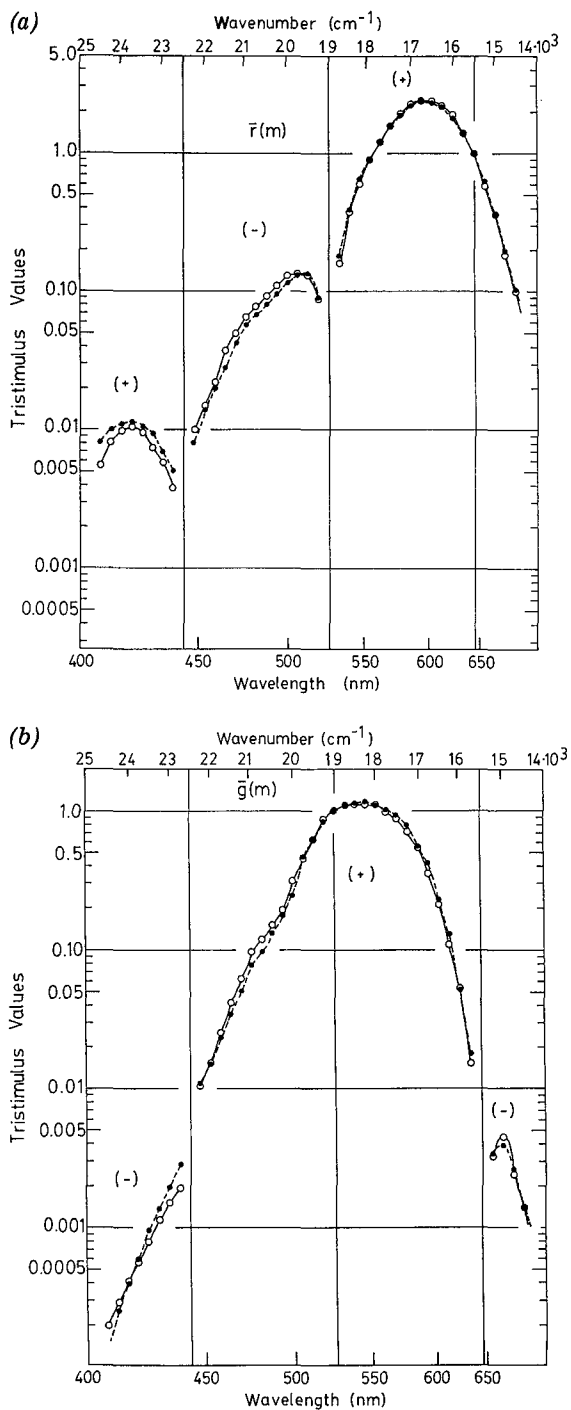 (a)
Wavenumber (cm⁻¹)
25 24 23 22 21 20 19 18 17 16 15 14·10³
5.0
1.0
0.5
0.10
0.05
0.01
0.005
0.001
0.0005
Tristimulus Values
r̄(m)
(+)
(-)
(+)
400 450 500 550 600 650
Wavelength (nm)
(b)
Wavenumber (cm⁻¹)
25 24 23 22 21 20 19 18 17 16 15 14·10³
ḡ(m)
1.0
0.5
0.10
0.05
0.01
0.005
0.001
0.0005
Tristimulus Values
(+)
(-)
(-)
400 450 500 550 600 650
Wavelength (nm)